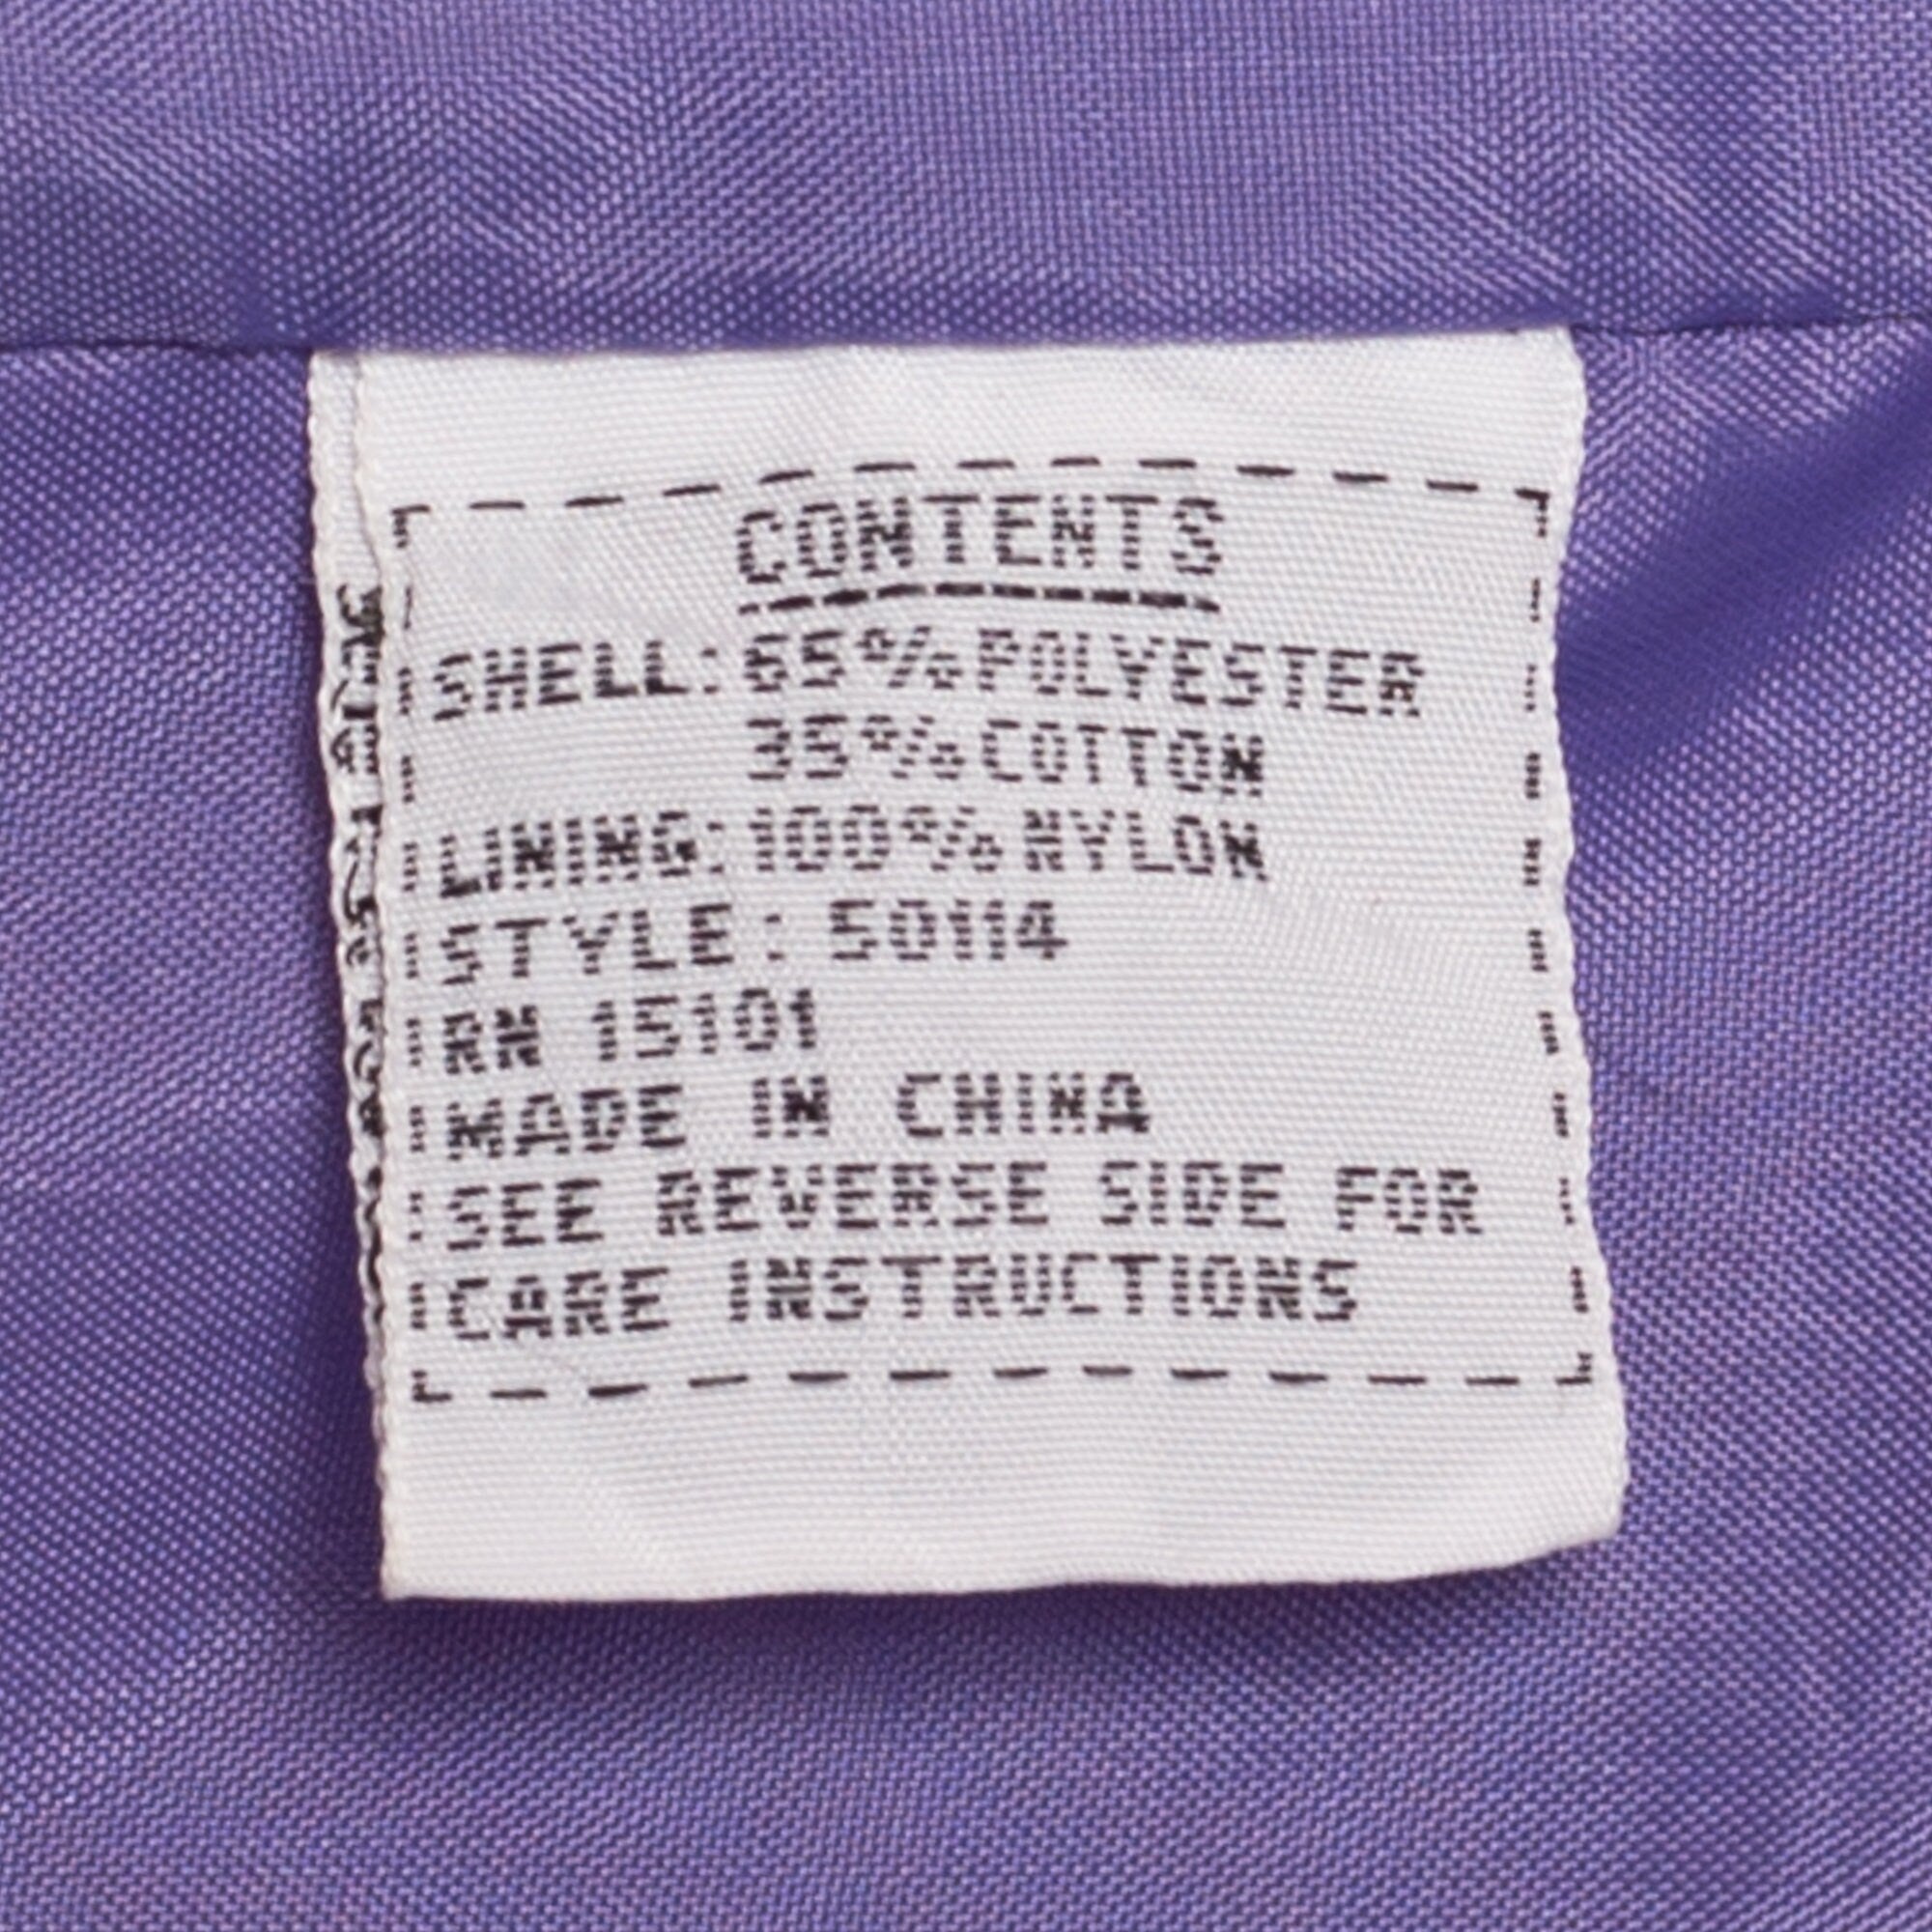 CONTENTS
SHELL: 65% POLYESTER
35% COTTON
LINING: 100% NYLON
STYLE: 50114
RN 15101
MADE IN CHINA
SEE REVERSE SIDE FOR
CARE INSTRUCTIONS